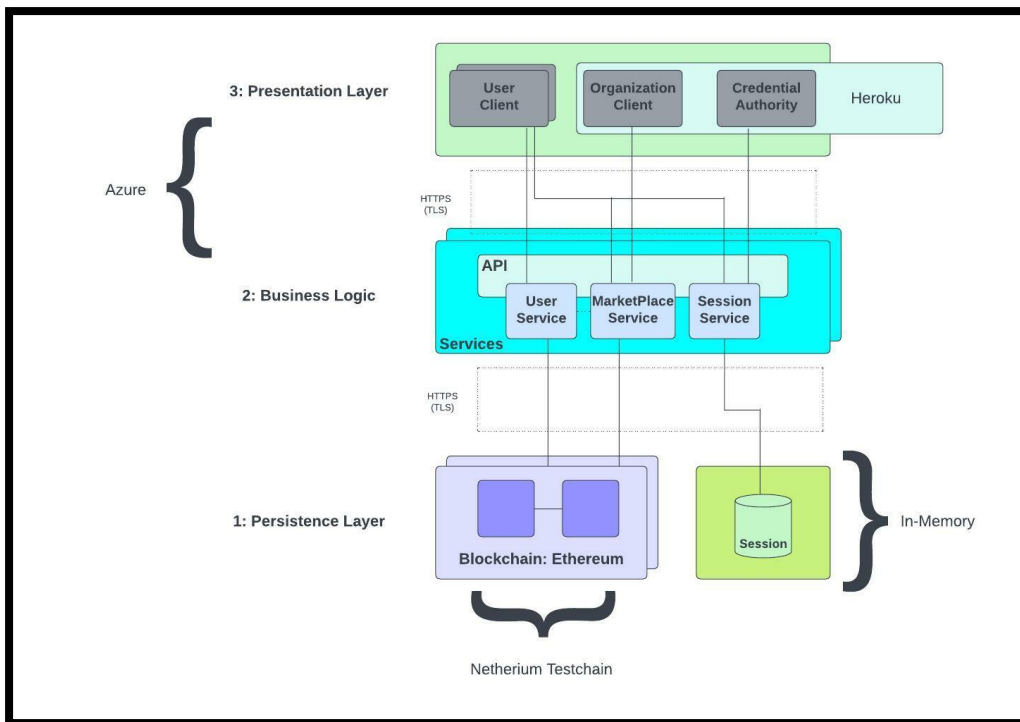 3: Presentation Layer
User
Client
Organization
Client
Credential
Authority
Heroku
Azure
HTTPS
(TLS)
API
2: Business Logic
User
Service
MarketPlace
Service
Session
Service
Services
HTTPS
(TLS)
1: Persistence Layer
Blockchain: Ethereum
Session
In-Memory
Netherium Testchain